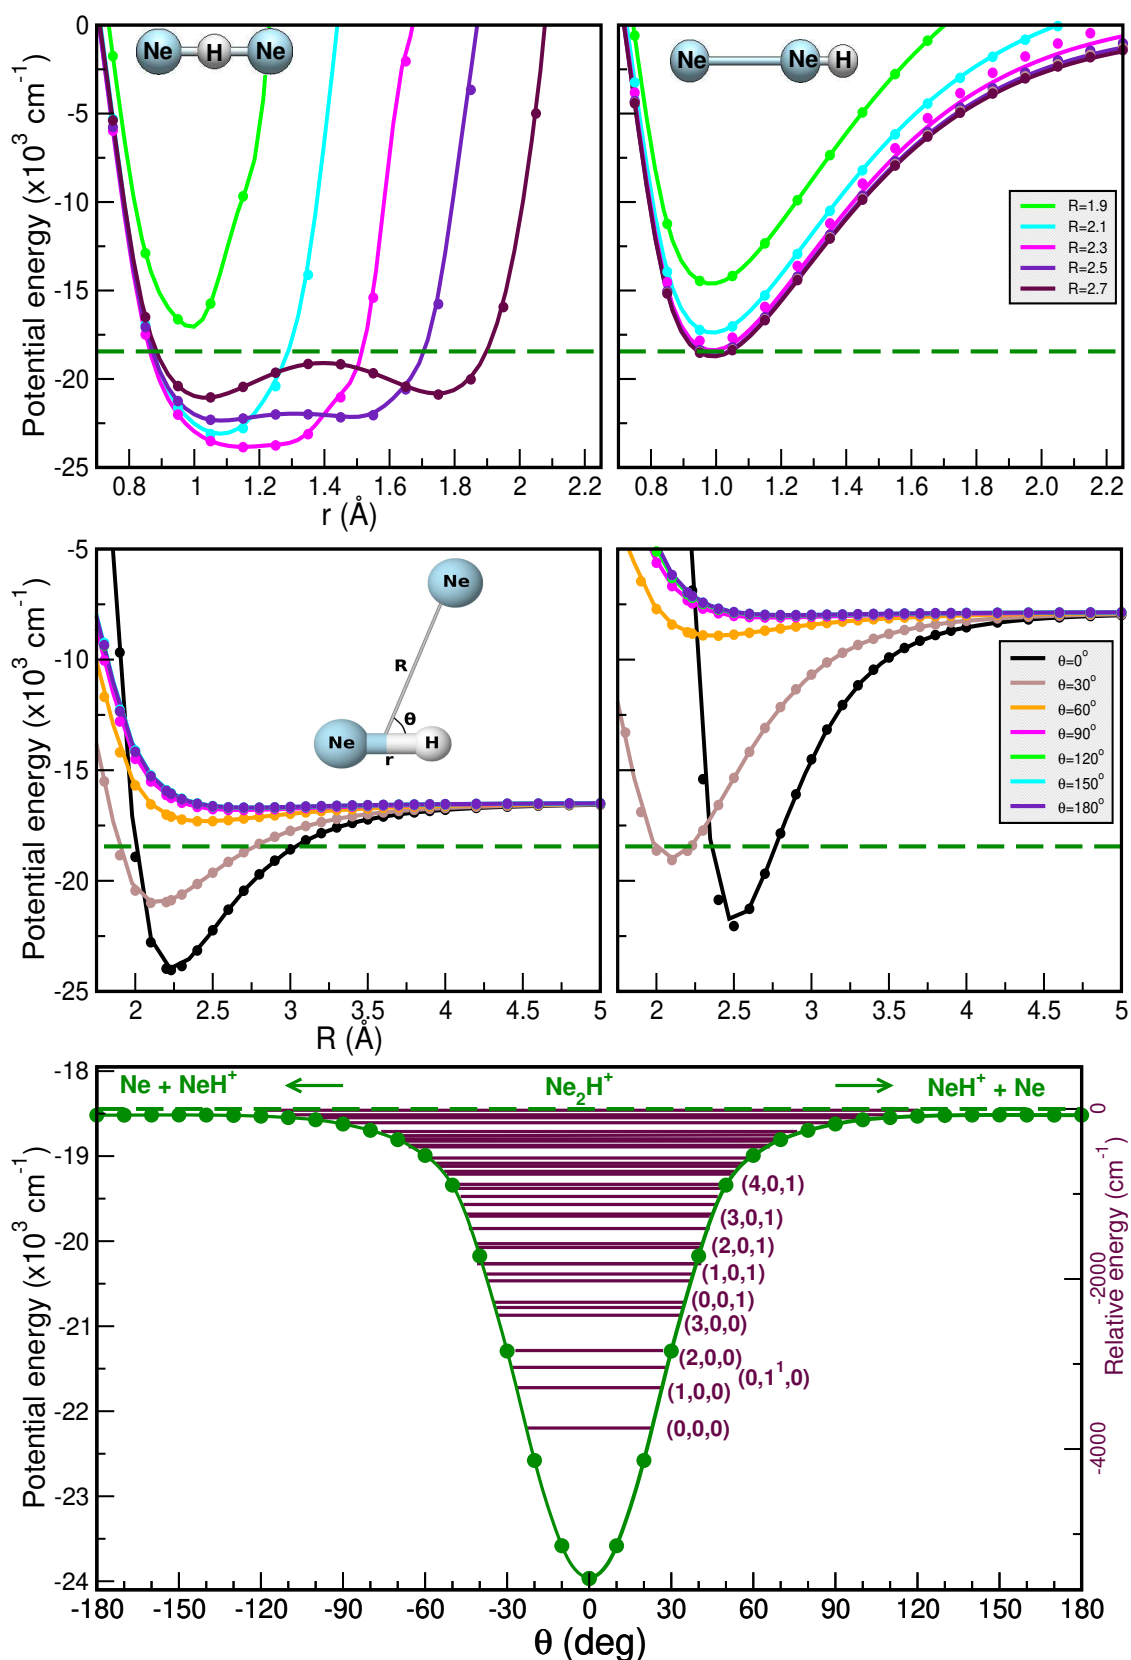 Potential energy (x10³ cm⁻¹)
0
-5
-10
-15
-20
-25
Ne H Ne
0.8 1 1.2 1.4 1.6 1.8 2 2.2
r (Å)
Ne Ne H
R=1.9
R=2.1
R=2.3
R=2.5
R=2.7
0.8 1.0 1.2 1.4 1.6 1.8 2.0 2.2
Potential energy (x10³ cm⁻¹)
-5
-10
-15
-20
-25
Ne
R
θ
Ne H
r
2 2.5 3 3.5 4 4.5 5
R (Å)
θ=0°
θ=30°
θ=60°
θ=90°
θ=120°
θ=150°
θ=180°
2 2.5 3 3.5 4 4.5 5
Potential energy (x10³ cm⁻¹)
-18
-19
-20
-21
-22
-23
-24
Ne + NeH⁺ Ne₂H⁺ NeH⁺ + Ne
(4,0,1)
(3,0,1)
(2,0,1)
(1,0,1)
(0,0,1)
(3,0,0)
(2,0,0)
(0,1¹,0)
(1,0,0)
(0,0,0)
0
-2000
-4000
Relative energy (cm⁻¹)
-180 -150 -120 -90 -60 -30 0 30 60 90 120 150 180
θ (deg)